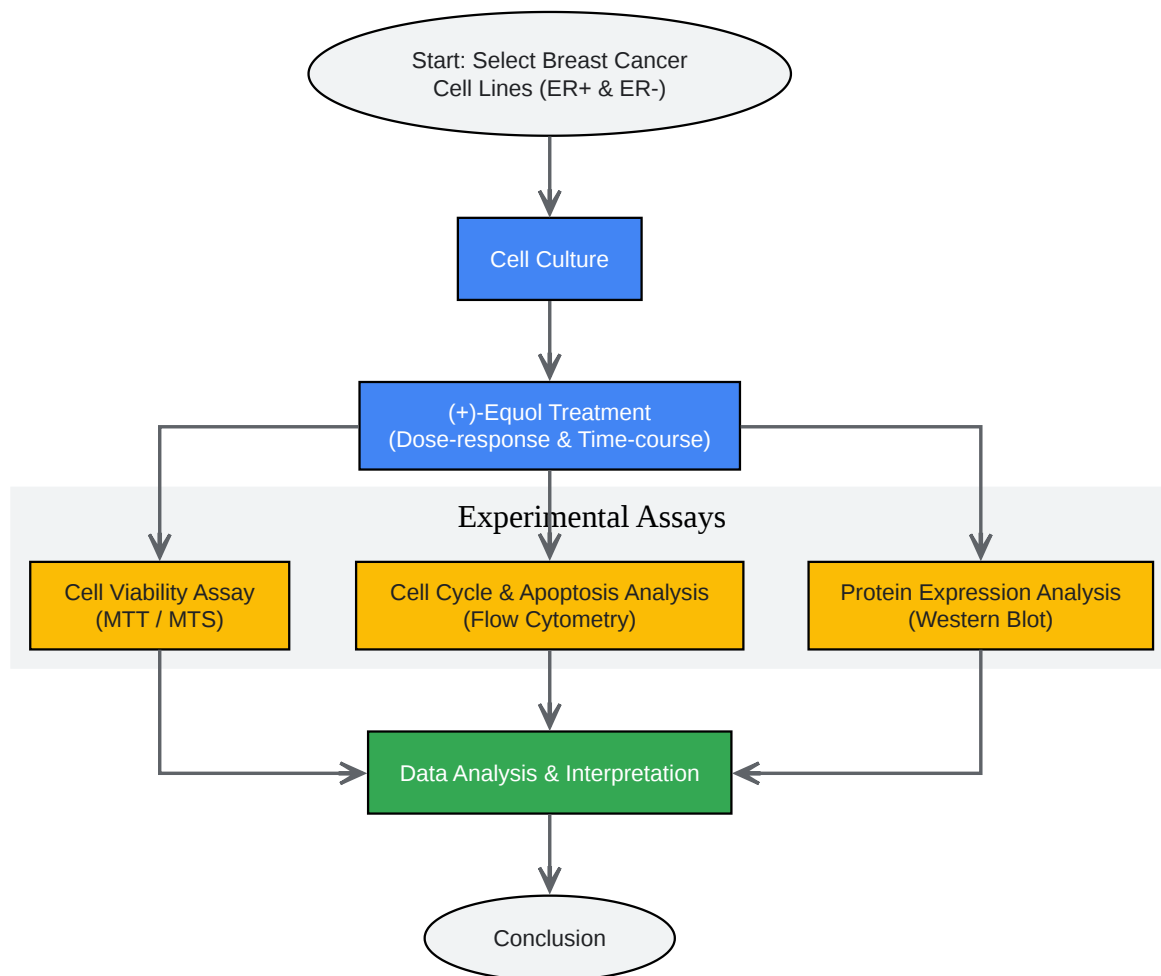 Start: Select Breast Cancer
Cell Lines (ER+ & ER-)
Cell Culture
(+)-Equol Treatment
(Dose-response & Time-course)
Experimental Assays
Cell Viability Assay
(MTT / MTS)
Cell Cycle & Apoptosis Analysis
(Flow Cytometry)
Protein Expression Analysis
(Western Blot)
Data Analysis & Interpretation
Conclusion